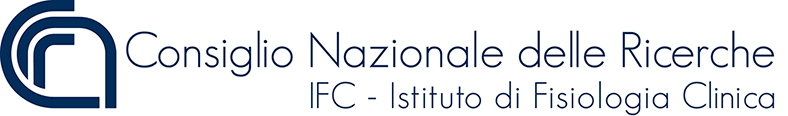 Consiglio Nazionale delle Ricerche
IFC - Istituto di Fisiologia Clinica